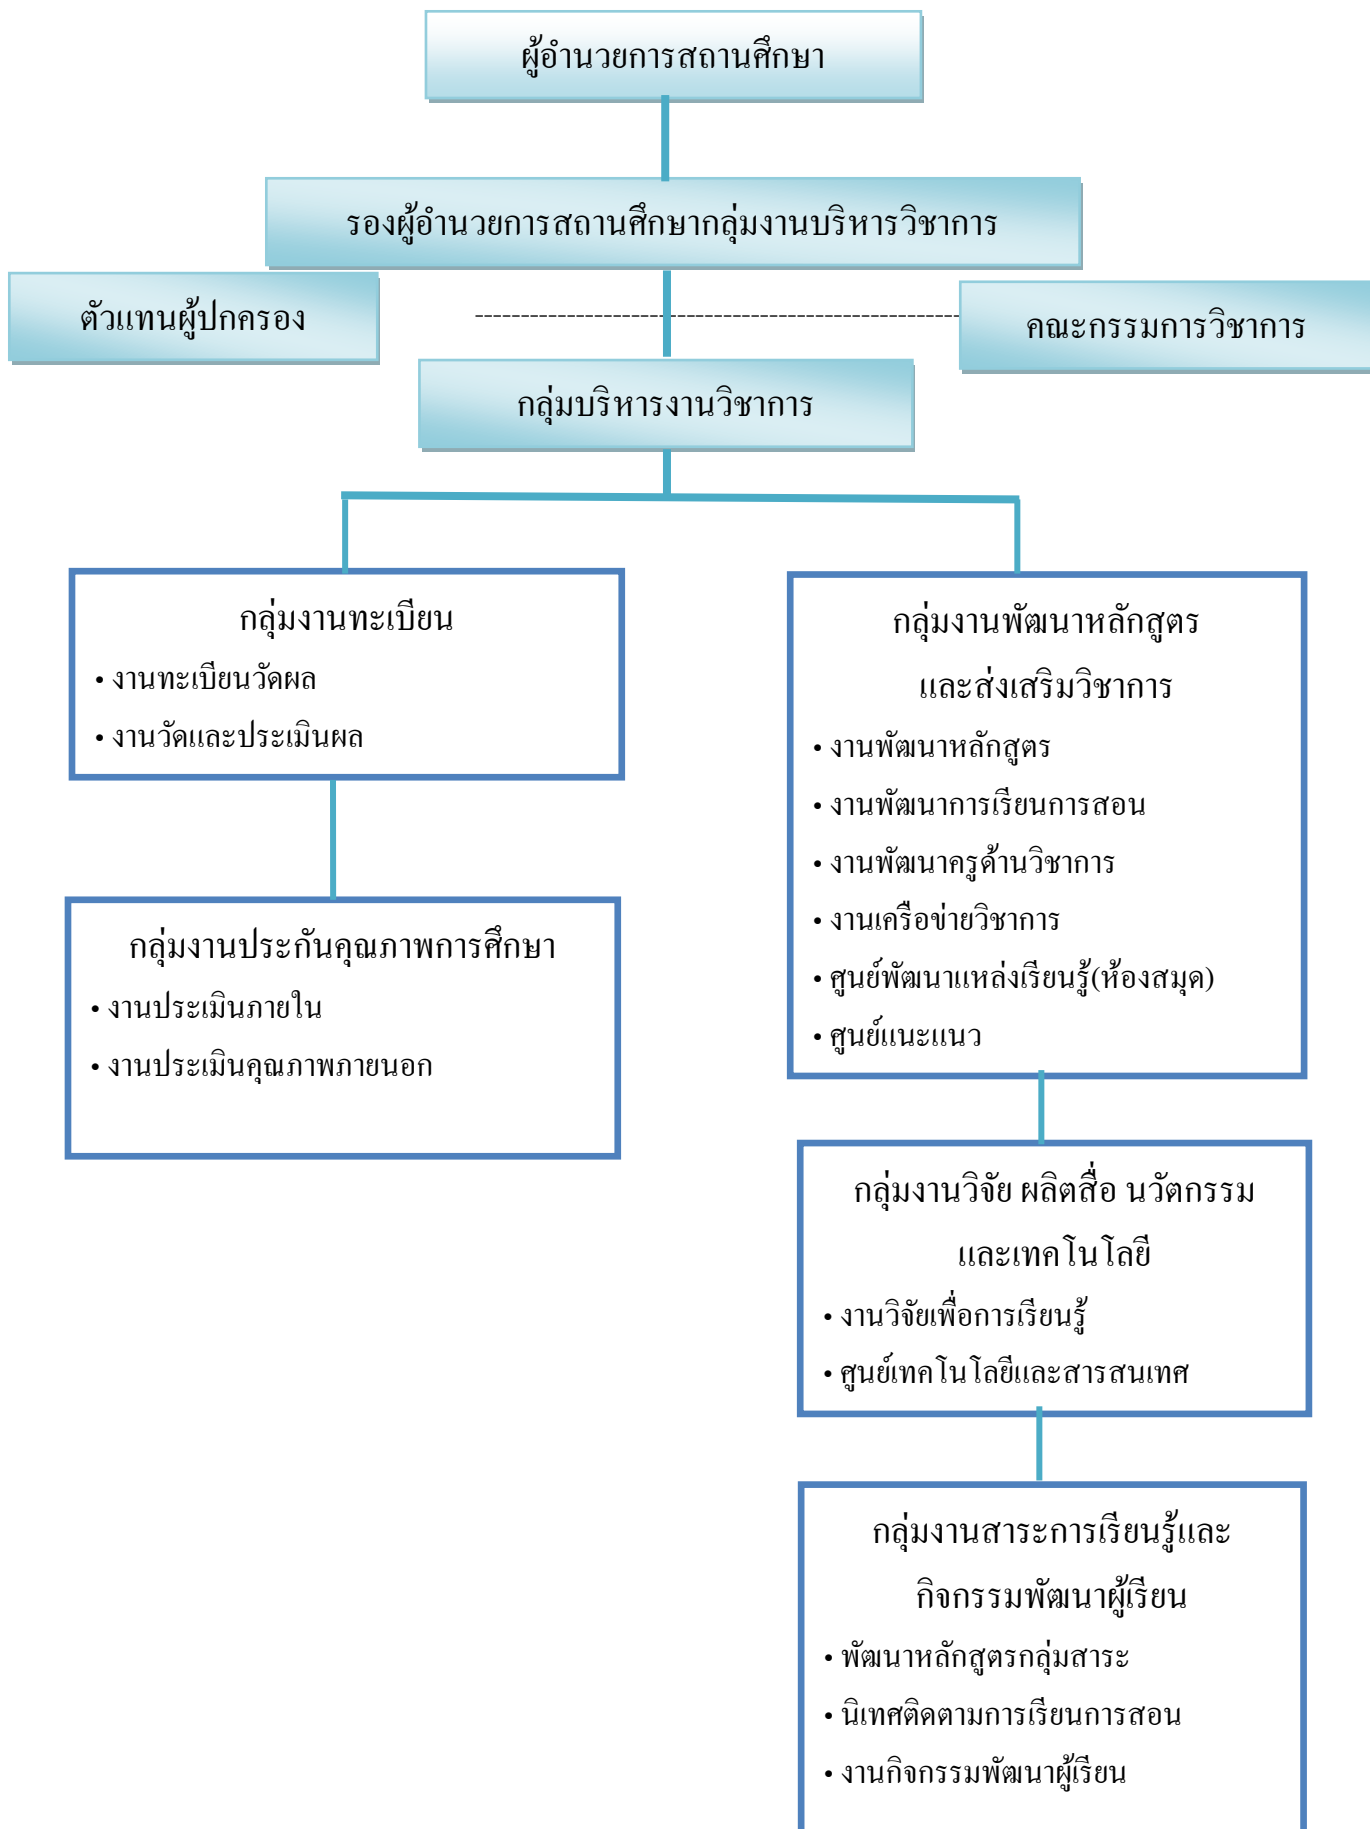 ผู้อำนวยการสถานศึกษา
รองผู้อำนวยการสถานศึกษากลุ่มงานบริหารวิชาการ
ตัวแทนผู้ปกครอง
คณะกรรมการวิชาการ
กลุ่มบริหารงานวิชาการ
กลุ่มงานทะเบียน
• งานทะเบียนวัดผล
• งานวัดและประเมินผล
กลุ่มงานประกันคุณภาพการศึกษา
• งานประเมินภายใน
• งานประเมินคุณภาพภายนอก
กลุ่มงานพัฒนาหลักสูตร
และส่งเสริมวิชาการ
• งานพัฒนาหลักสูตร
• งานพัฒนาการเรียนการสอน
• งานพัฒนาครูด้านวิชาการ
• งานเครือข่ายวิชาการ
• ศูนย์พัฒนาแหล่งเรียนรู้(ห้องสมุด)
• ศูนย์แนะแนว
กลุ่มงานวิจัย ผลิตสื่อ นวัตกรรม
และเทคโนโลยี
• งานวิจัยเพื่อการเรียนรู้
• ศูนย์เทคโนโลยีและสารสนเทศ
กลุ่มงานสาระการเรียนรู้และ
กิจกรรมพัฒนาผู้เรียน
• พัฒนาหลักสูตรกลุ่มสาระ
• นิเทศติดตามการเรียนการสอน
• งานกิจกรรมพัฒนาผู้เรียน